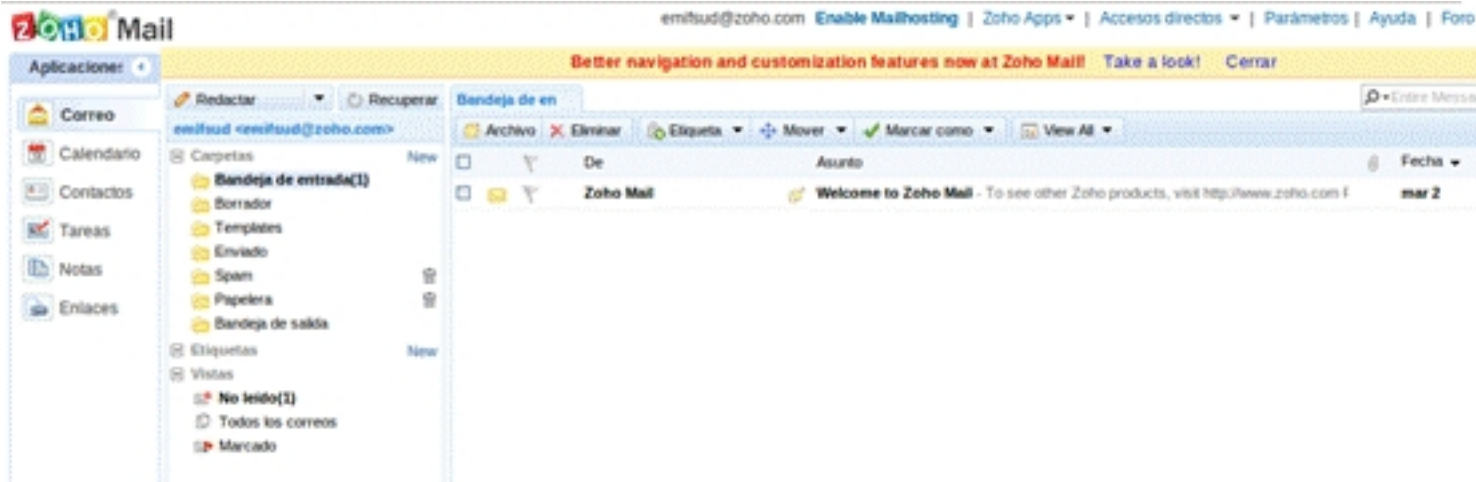 ZOHO Mail
emifsud@zoho.com Enable Mailhosting | Zoho Apps | Accesos directos | Parámetros | Ayuda | Foro
Better navigation and customization features now at Zoho Mail! Take a look! Cerrar
Aplicaciones
Correo
Calendario
Contactos
Tareas
Notas
Enlaces
Redactar Recuperar
emifsud <emifsud@zoho.com>
Carpetas New
Bandeja de entrada(1)
Borrador
Templates
Enviado
Spam
Papelera
Bandeja de salida
Etiquetas New
Vistas
No leído(1)
Todos los correos
Marcado
Bandeja de en
Entire Messa
Archivo Eliminar Etiqueta Mover Marcar como View All
De Asunto Fecha
Zoho Mail Welcome to Zoho Mail - To see other Zoho products, visit http://www.zoho.com mar 2